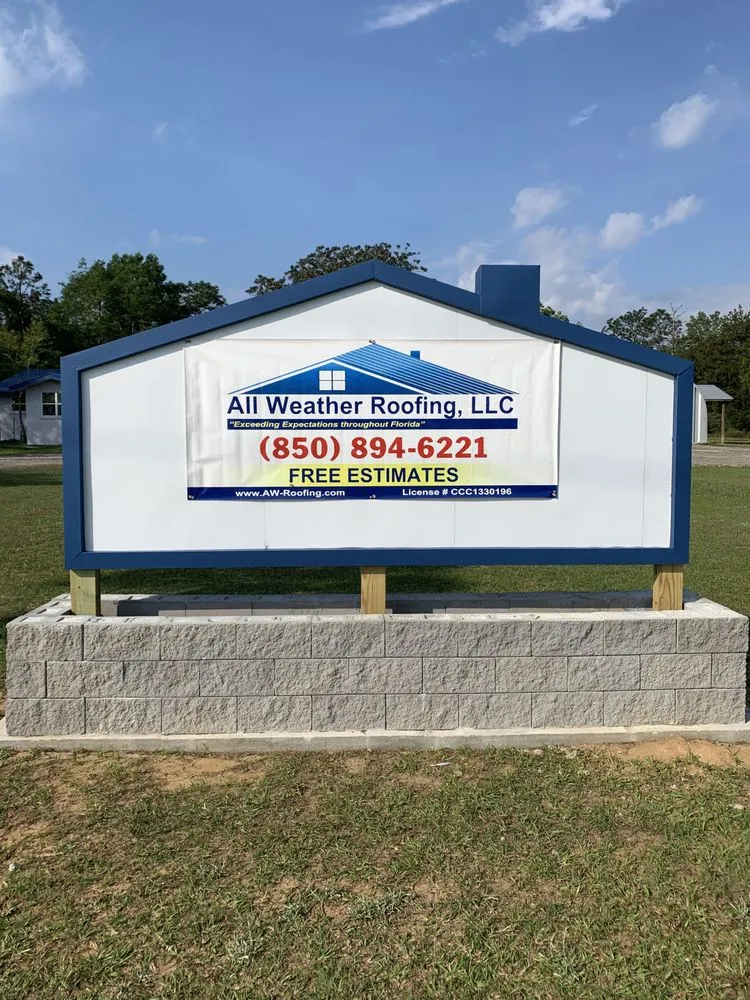 All Weather Roofing, LLC
"Exceeding Expectations throughout Florida"
(850) 894-6221
FREE ESTIMATES
www.AW-Roofing.com License # CCC1330196